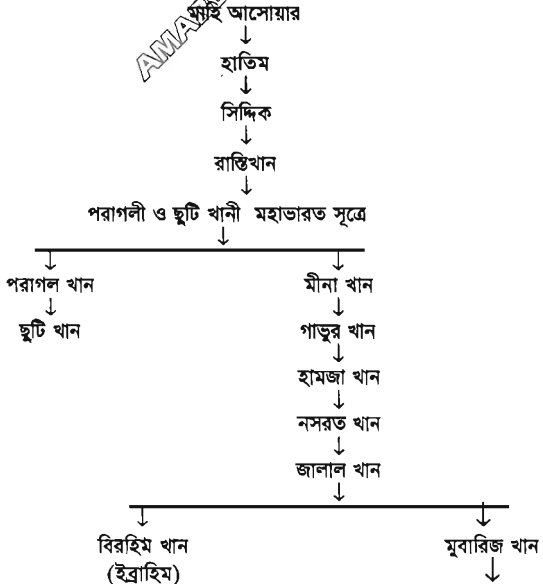 মাহি আসোয়ার
হাতিম
সিদ্দিক
রাস্তিখান
পরাগলী ও ছুটি খানী মহাভারত সূত্রে
পরাগল খান মীনা খান
ছুটি খান গাভুর খান
হামজা খান
নসরত খান
জালাল খান
বিরহিম খান মুবারিজ খান
(ইব্রাহিম)